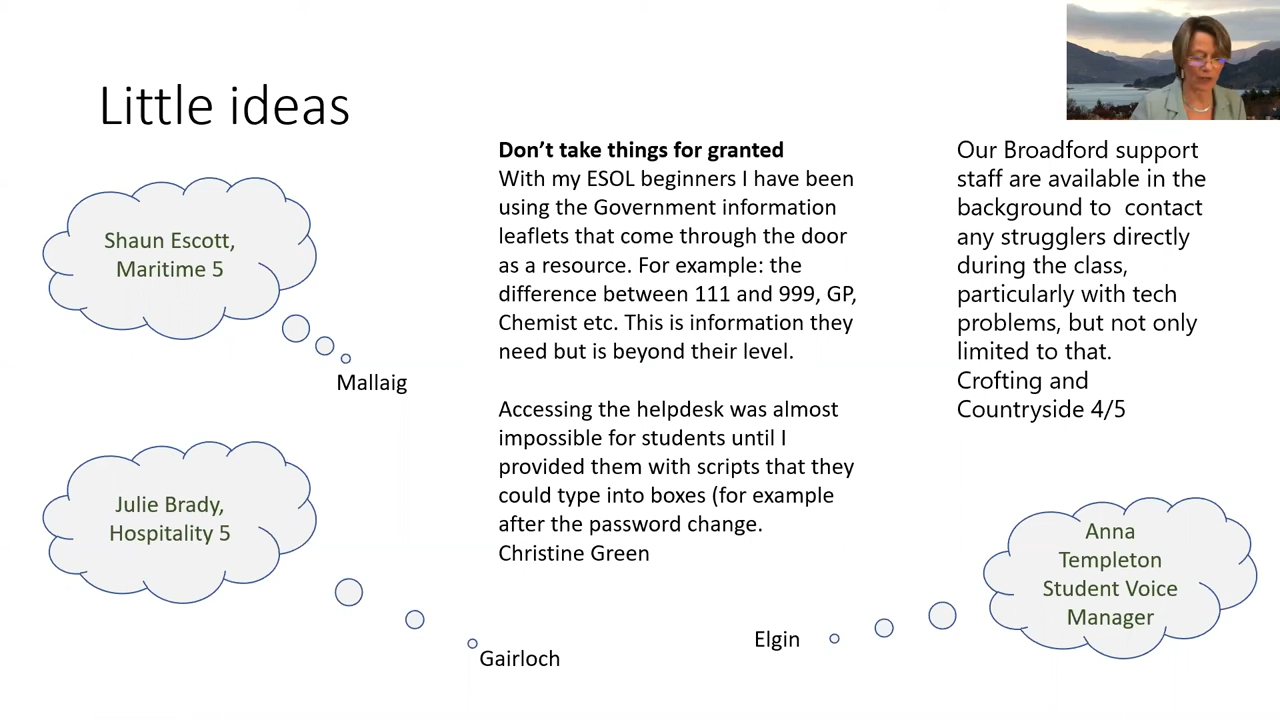 Little ideas
Shaun Escott,
Maritime 5
Mallaig
Julie Brady,
Hospitality 5
Gairloch
Don’t take things for granted
With my ESOL beginners I have been
using the Government information
leaflets that come through the door
as a resource. For example: the
difference between 111 and 999, GP,
Chemist etc. This is information they
need but is beyond their level.
Accessing the helpdesk was almost
impossible for students until I
provided them with scripts that they
could type into boxes (for example
after the password change.
Christine Green
Our Broadford support
staff are available in the
background to  contact
any strugglers directly
during the class,
particularly with tech
problems, but not only
limited to that.
Crofting and
Countryside 4/5
Anna
Templeton
Student Voice
Manager
Elgin